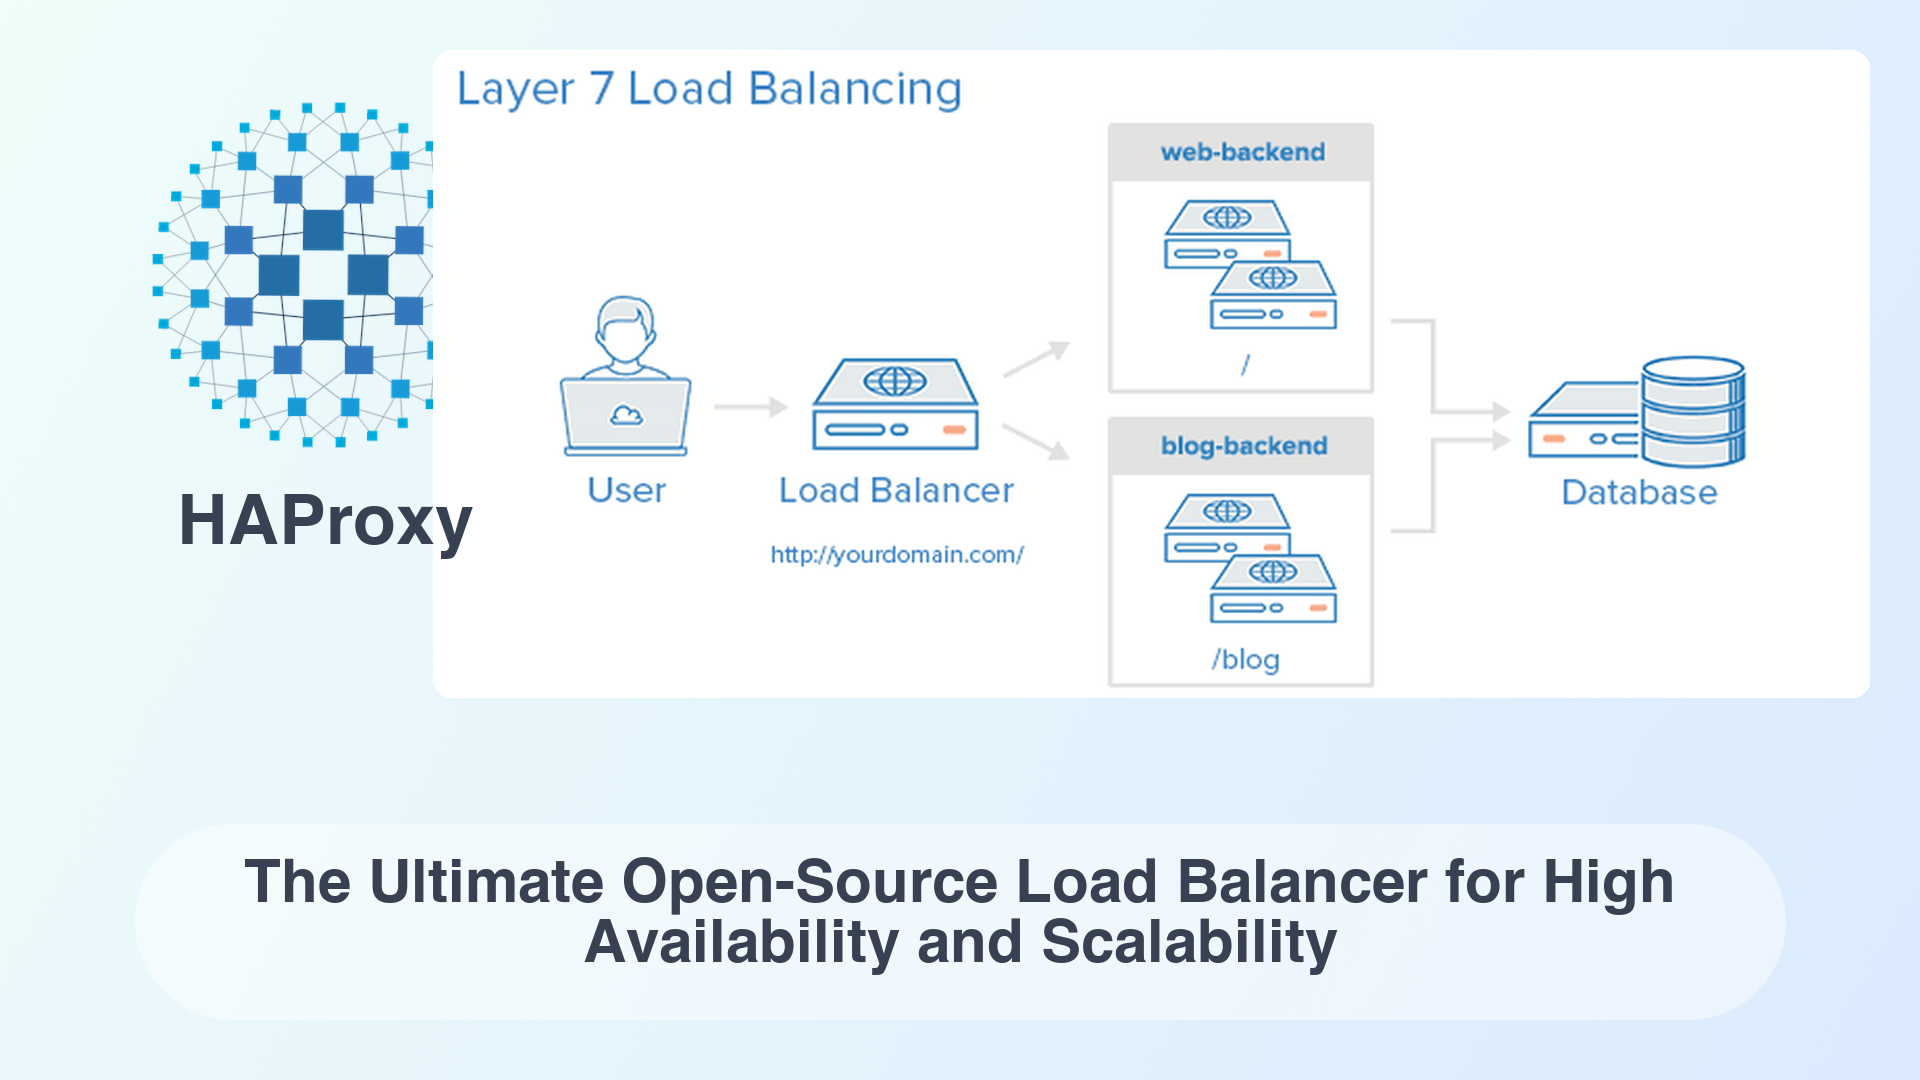 Layer 7 Load Balancing
HAProxy
User
Load Balancer
http://yourdomain.com/
web-backend
/
blog-backend
/blog
Database
The Ultimate Open-Source Load Balancer for High
Availability and Scalability